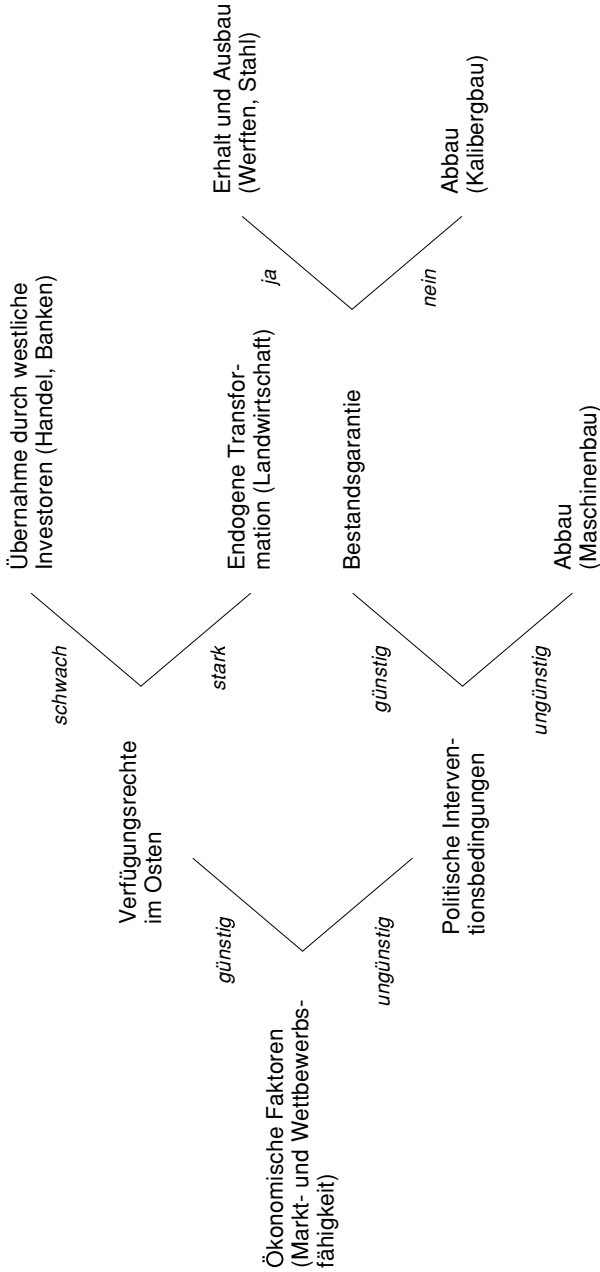 Ökonomische Faktoren
(Markt- und Wettbewerbs-
fähigkeit)
günstig
ungünstig
Verfügungsrechte
im Osten
schwach
stark
Übernahme durch westliche
Investoren (Handel, Banken)
Endogene Transfor-
mation (Landwirtschaft)
Politische Interven-
tionsbedingungen
günstig
ungünstig
Bestandsgarantie
ja
nein
Erhalt und Ausbau
(Werften, Stahl)
Abbau
(Kalibergbau)
Abbau
(Maschinenbau)